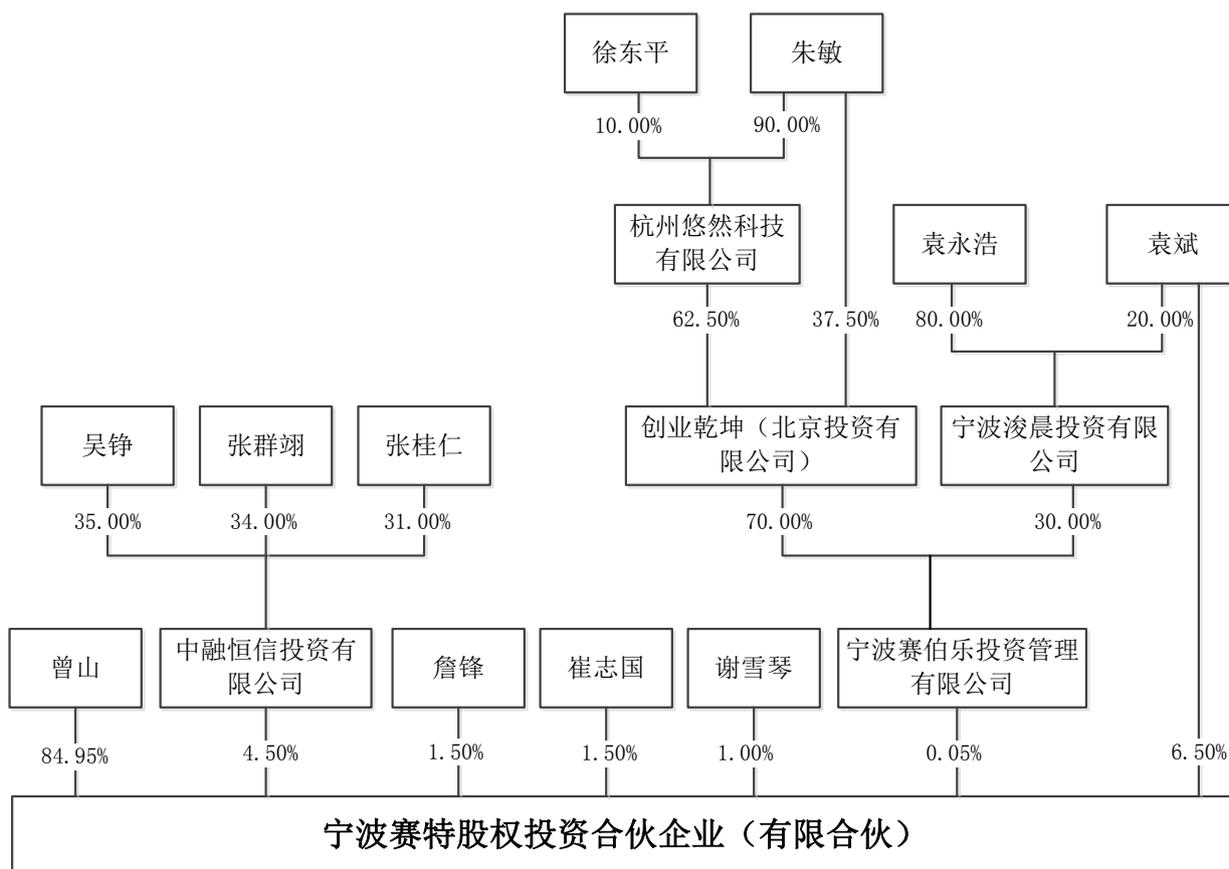 徐东平
朱敏
10.00%
90.00%
杭州悠然科技
有限公司
袁永浩
袁斌
62.50%
37.50%
80.00%
20.00%
吴铮
张群翊
张桂仁
创业乾坤（北京投资有
限公司）
宁波浚晨投资有限
公司
35.00%
34.00%
31.00%
70.00%
30.00%
曾山
中融恒信投资有
限公司
詹锋
崔志国
谢雪琴
宁波赛伯乐投资管理
有限公司
84.95%
4.50%
1.50%
1.50%
1.00%
0.05%
6.50%
宁波赛特股权投资合伙企业（有限合伙）